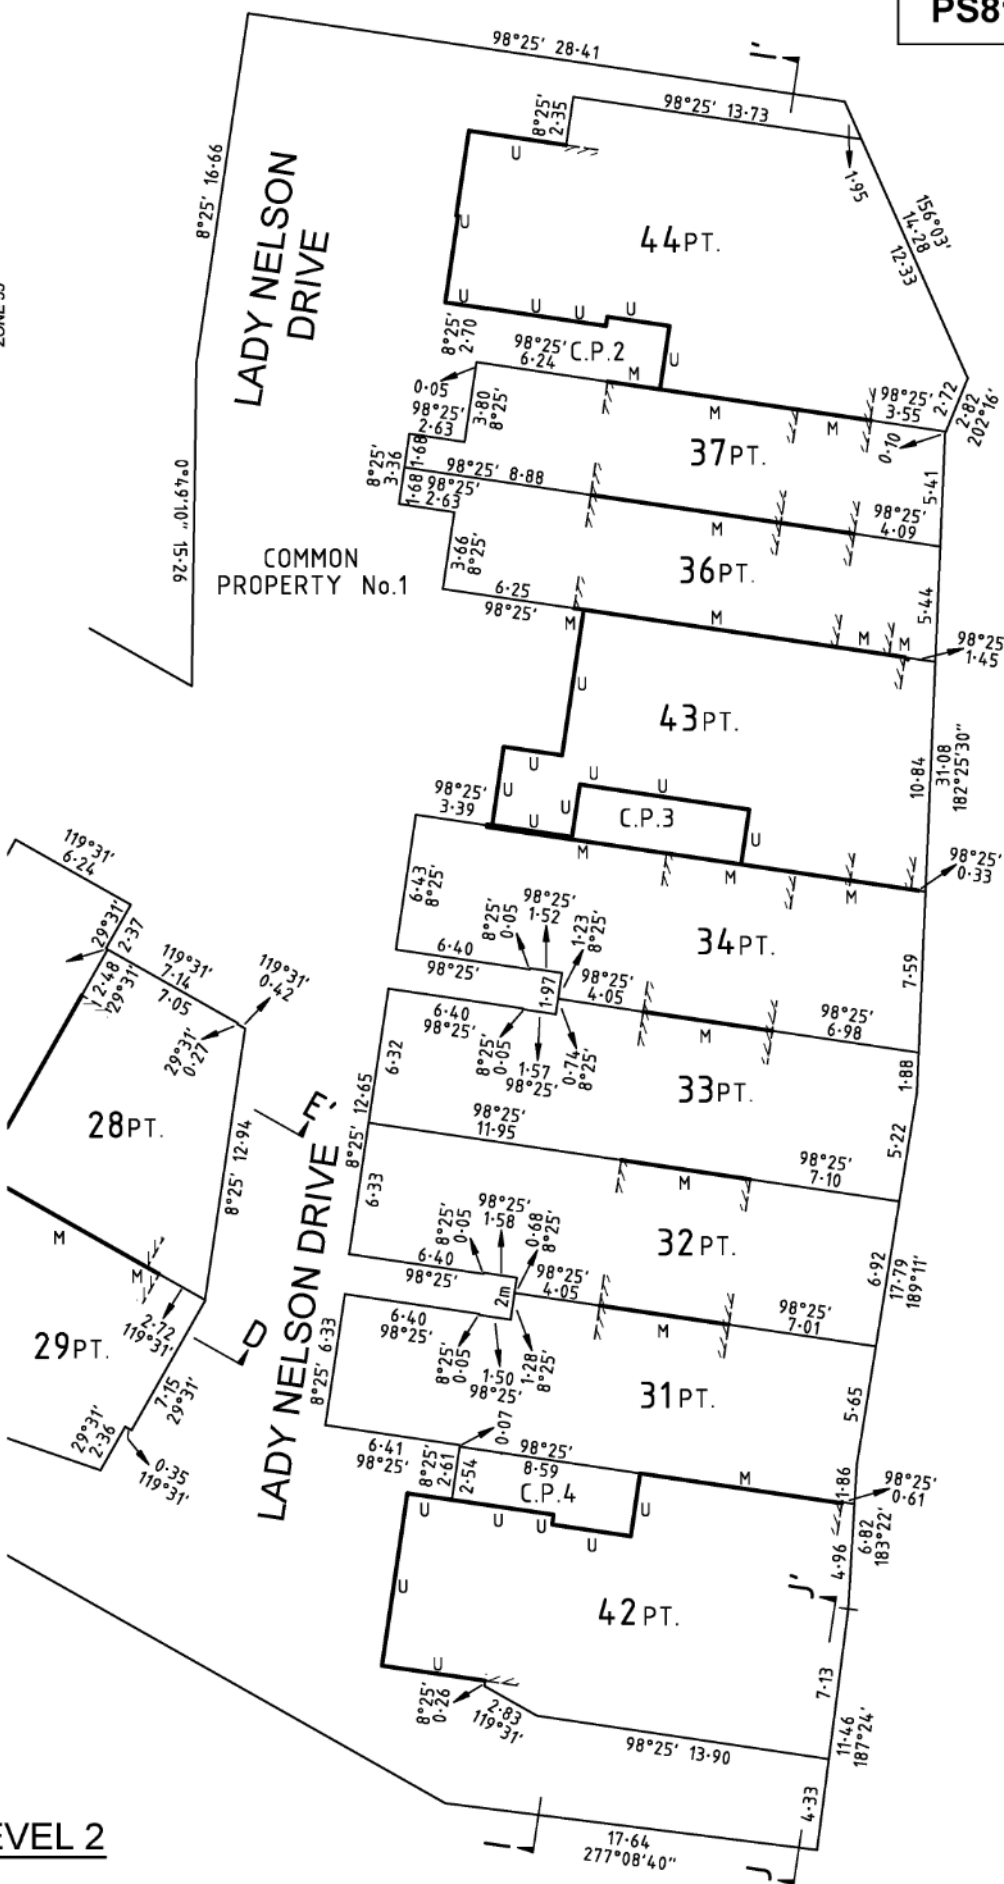 PS8
98°25' 28·41
I'
8°25'
2·35
98°25' 13·73
1·95
8°25' 16·66
LADY NELSON
DRIVE
U
U
44PT.
156°03'
14·28
12·33
U
U
U
U
8°25'
2·70
98°25'
6·24
C.P.2
U
M
0·05
98°25'
2·63
3·80
8°25'
M
M
98°25'
3·55
2·72
2·82
202°16'
0·10
37PT.
8°25'
3·36
1·68
1·68
98°25' 8·88
98°25'
2·63
5·41
0°49'10" 15·26
M
98°25'
4·09
COMMON
PROPERTY No.1
3·66
8°25'
36PT.
6·25
98°25'
M
M
M
M
5·44
98°25'
1·45
U
43PT.
10·84
31·08
182°25'30"
U
U
U
U
U
U
U
C.P.3
98°25'
3·39
M
M
M
98°25'
0·33
119°31'
6·24
6·43
8°25'
29°31'
2·37
8°25'
0·05
98°25'
1·52
1·23
8°25'
34PT.
119°31'
7·14
7·05
119°31'
0·42
6·40
98°25'
1·97
98°25'
4·05
7·59
2·48
29°31'
29°31'
0·27
6·40
98°25'
M
98°25'
6·98
8°25'
0·05
1·57
98°25'
0·74
8°25'
6·32
33PT.
1·88
28PT.
E'
8°25' 12·65
98°25'
11·95
5·22
8°25' 12·94
98°25'
7·10
M
6·33
8°25'
0·05
98°25'
1·58
0·68
8°25'
32PT.
M
M
6·40
98°25'
2m
98°25'
4·05
6·92
17·79
189°11'
LADY NELSON DRIVE
6·40
98°25'
M
98°25'
7·01
2·72
119°31'
D
29PT.
8°25' 6·33
8°25'
0·05
1·50
98°25'
1·28
8°25'
31PT.
7·15
29°31'
5·65
29°31'
2·36
0·07
0·35
119°31'
6·41
98°25'
8°25'
2·61
2·54
98°25'
8·59
C.P.4
M
1·86
98°25'
0·61
U
U
U
U
U
4·96
6·82
183°22'
U
42PT.
J'
U
8°25'
0·26
2·83
119°31'
7·13
98°25' 13·90
11·46
187°24'
4·33
EVEL 2
I
17·64
277°08'40"
J